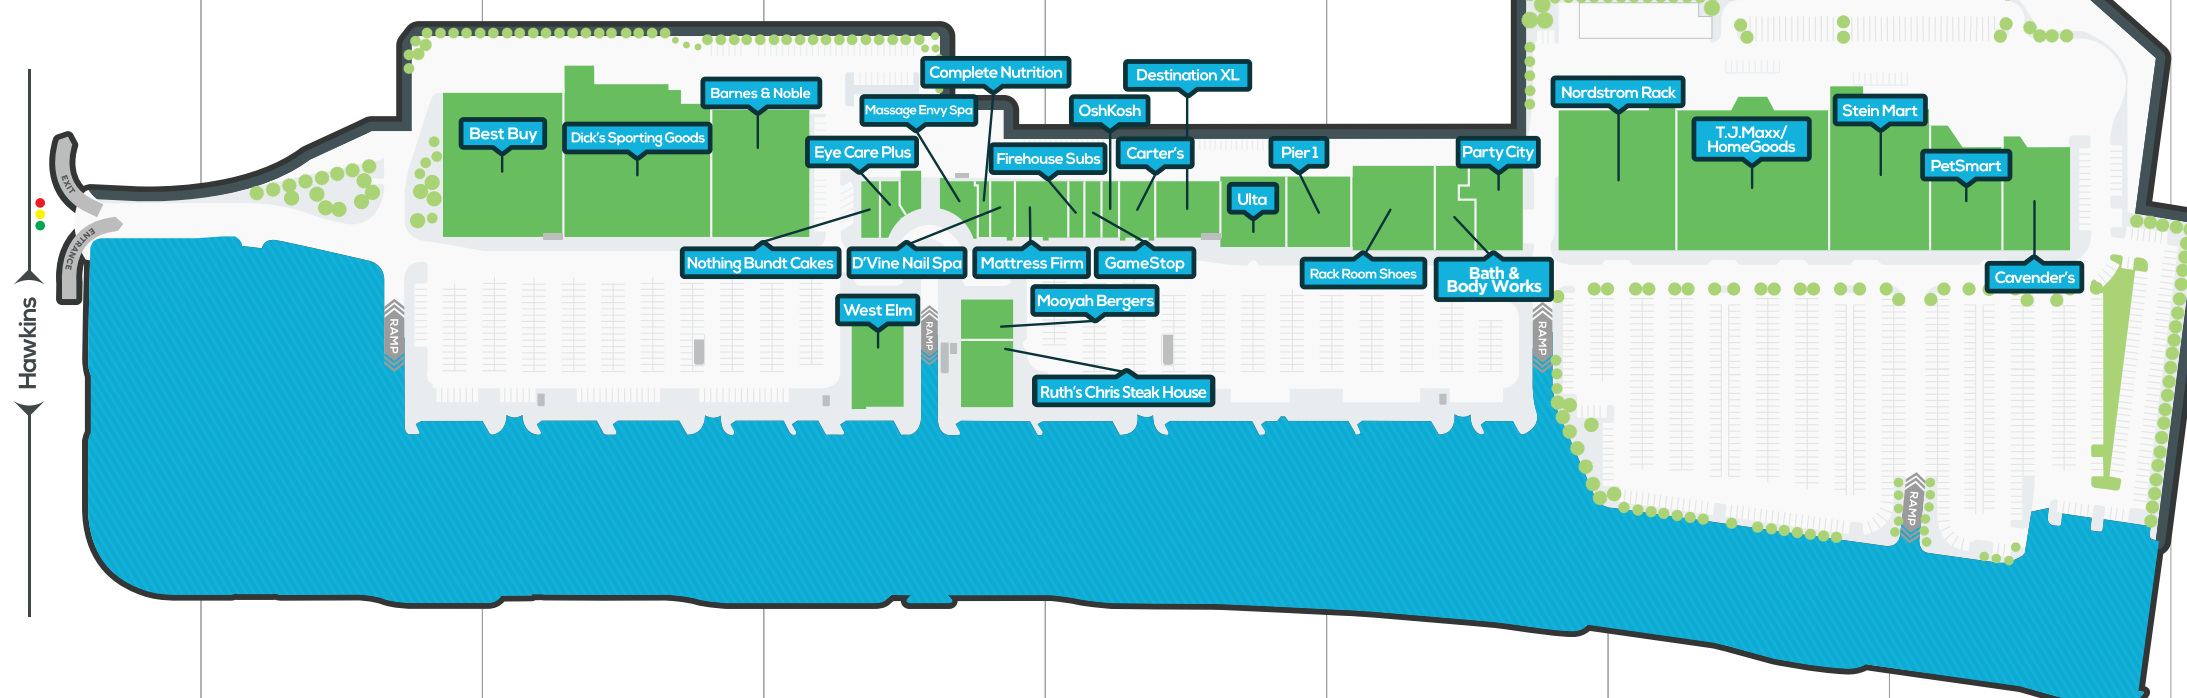 Complete Nutrition
Destination XL
Barnes & Noble
Nordstrom Rack
Massage Envy Spa
OshKosh
Stein Mart
Best Buy
Dick's Sporting Goods
T.J.Maxx/
HomeGoods
Eye Care Plus
Firehouse Subs
Carter's
Pier 1
Party City
PetSmart
EXIT
Ulta
ENTRANCE
Nothing Bundt Cakes
D'Vine Nail Spa
Mattress Firm
GameStop
Rack Room Shoes
Bath &
Body Works
Cavender's
West Elm
Mooyah Bergers
Hawkins
RAMP
RAMP
RAMP
Ruth's Chris Steak House
RAMP